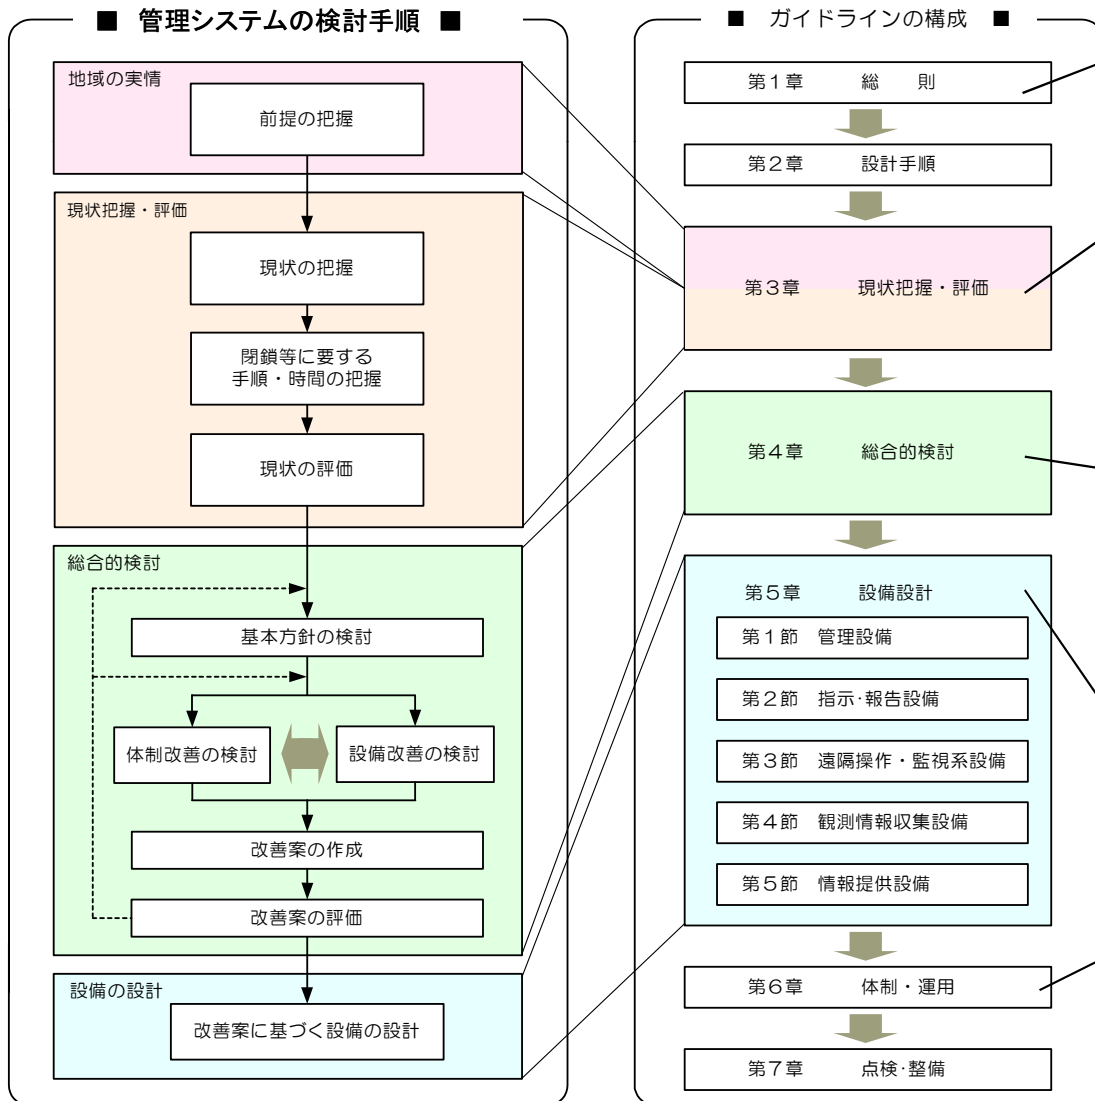 ■ 管理システムの検討手順 ■
地域の実情
前提の把握
現状把握・評価
現状の把握
閉鎖等に要する
手順・時間の把握
現状の評価
総合的検討
基本方針の検討
体制改善の検討
設備改善の検討
改善案の作成
改善案の評価
設備の設計
改善案に基づく設備の設計
■ ガイドラインの構成 ■
第1章 総 則
第2章 設計手順
第3章 現状把握・評価
第4章 総合的検討
第5章 設備設計
第1節 管理設備
第2節 指示･報告設備
第3節 遠隔操作・監視系設備
第4節 観測情報収集設備
第5節 情報提供設備
第6章 体制・運用
第7章 点検･整備